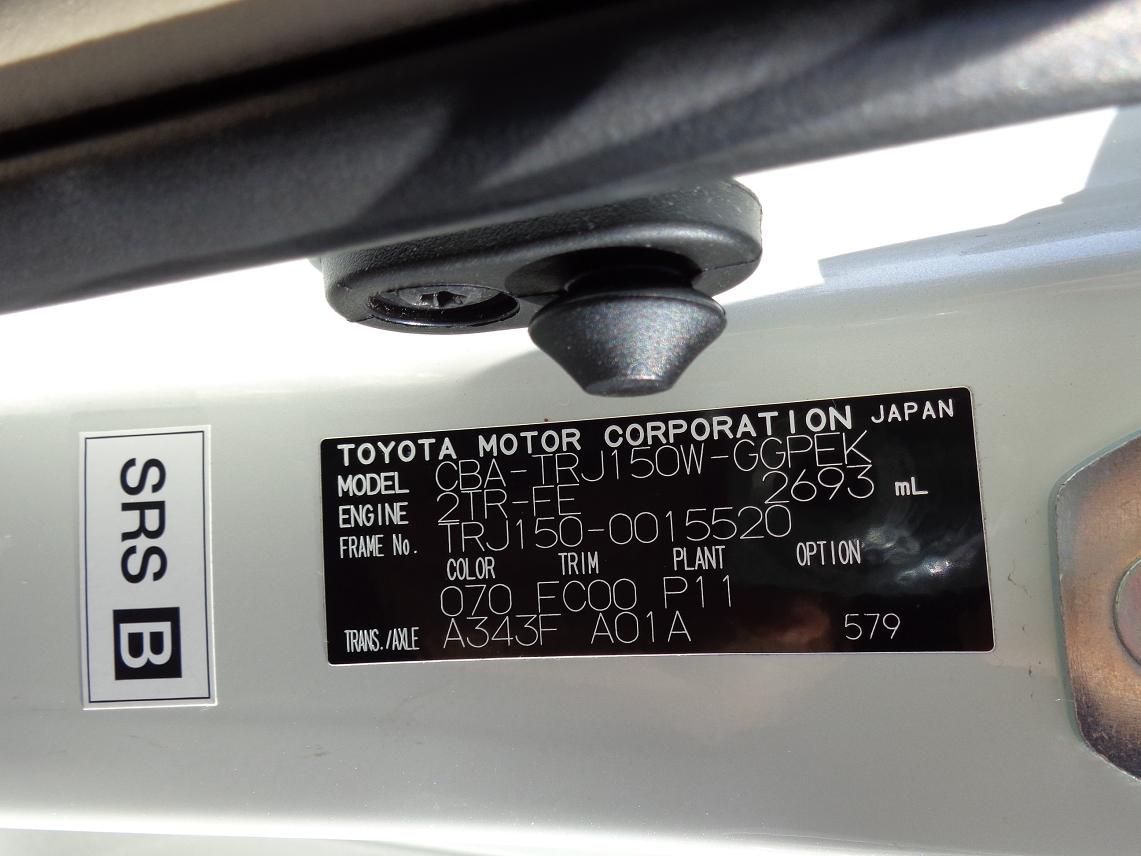 TOYOTA MOTOR CORPORATION JAPAN
MODEL CBA-TRJ150W-GGPEK
ENGINE 2TR-FE 2693 mL
FRAME No. TRJ150-0015520
COLOR TRIM PLANT OPTION
070 FC00 P11
TRANS./AXLE A343F A01A 579
SRS B